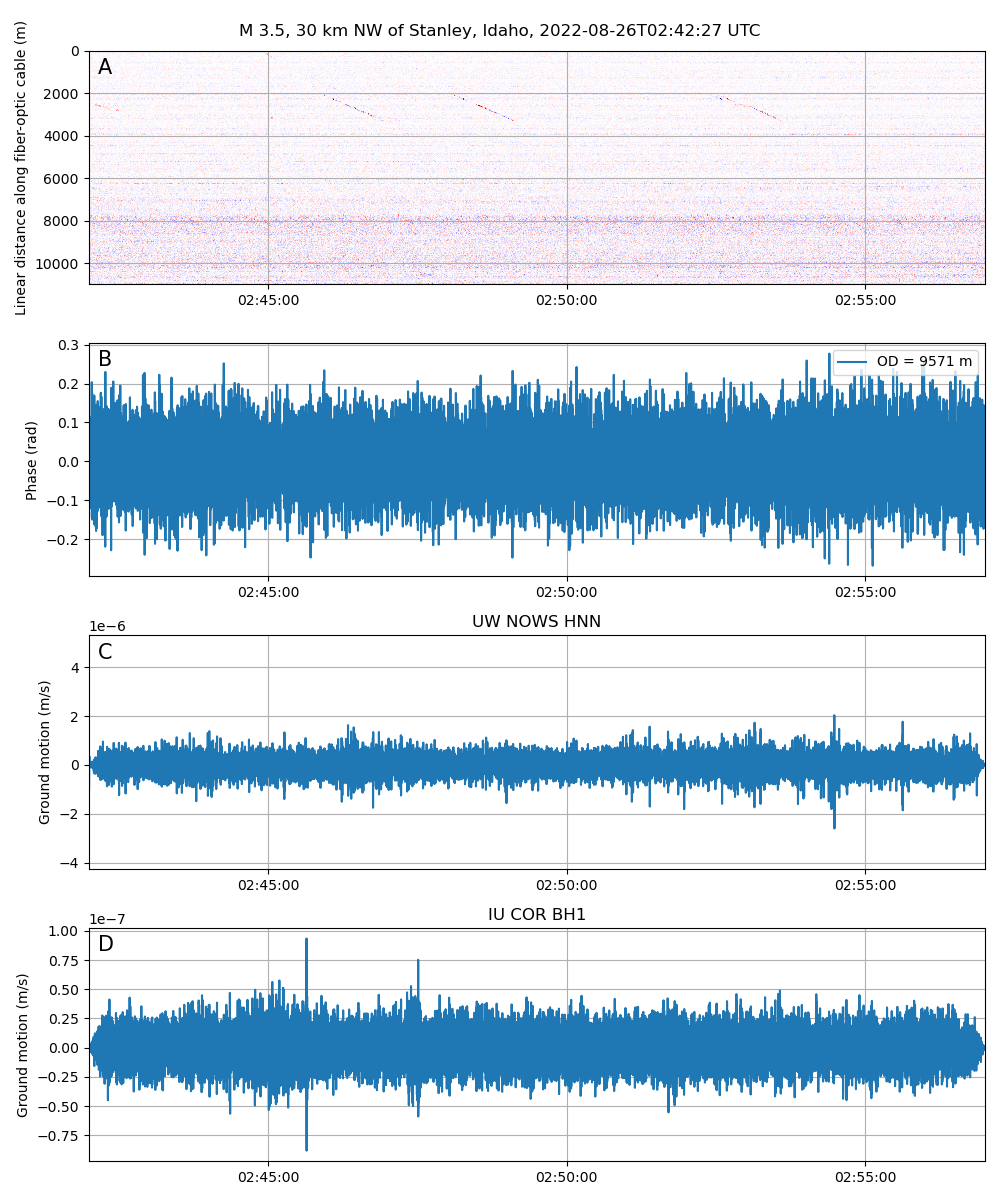 M 3.5, 30 km NW of Stanley, Idaho, 2022-08-26T02:42:27 UTC
A
Linear distance along fiber-optic cable (m)
0
2000
4000
6000
8000
10000
02:45:00 02:50:00 02:55:00
B
OD = 9571 m
Phase (rad)
0.3
0.2
0.1
0.0
−0.1
−0.2
02:45:00 02:50:00 02:55:00
UW NOWS HNN
1e−6
C
Ground motion (m/s)
4
2
0
−2
−4
02:45:00 02:50:00 02:55:00
IU COR BH1
1e−7
D
Ground motion (m/s)
1.00
0.75
0.50
0.25
0.00
−0.25
−0.50
−0.75
02:45:00 02:50:00 02:55:00